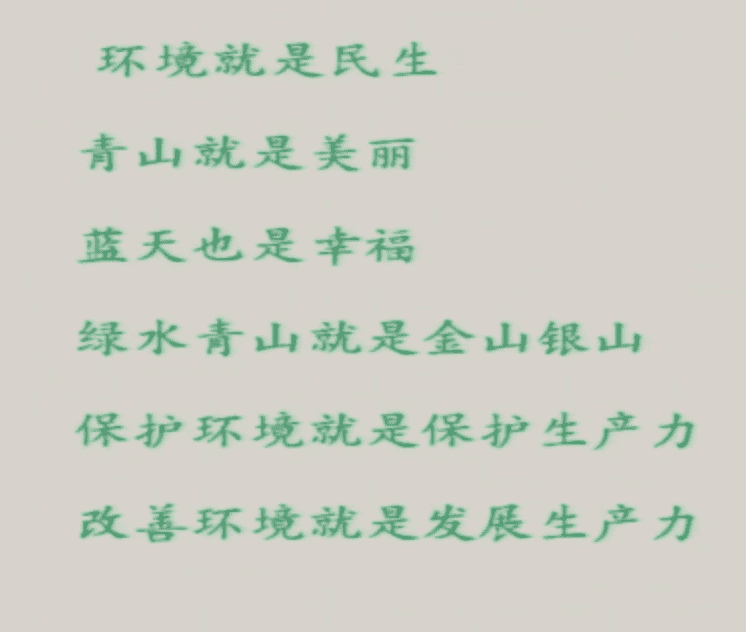 环境就是民生
青山就是美丽
蓝天也是幸福
绿水青山就是金山银山
保护环境就是保护生产力
改善环境就是发展生产力